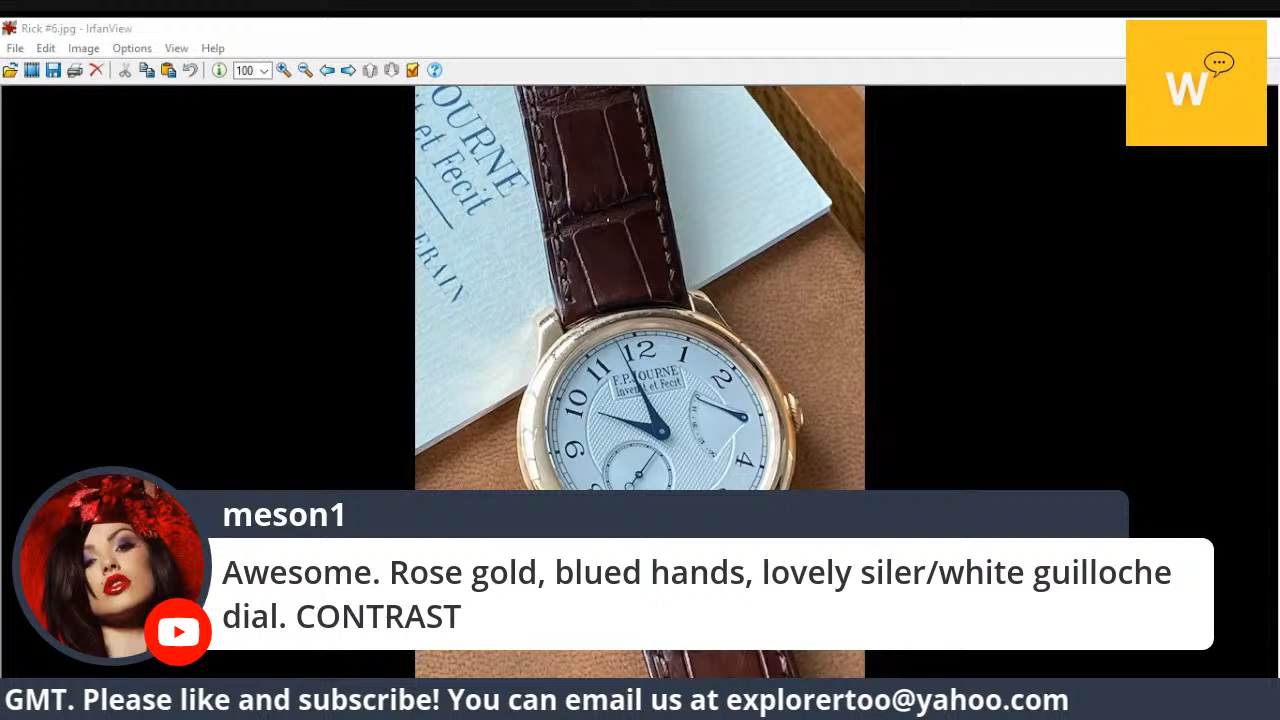 Rick #6.jpg - IrfanView
File Edit Image Options View Help
100
W
OURNE
et Fecit
ERAIN
12
1
11
2
F.P.JOURNE
Invenit et Fecit
10
9
4
meson1
Awesome. Rose gold, blued hands, lovely siler/white guilloche
dial. CONTRAST
GMT. Please like and subscribe! You can email us at explorertoo@yahoo.com